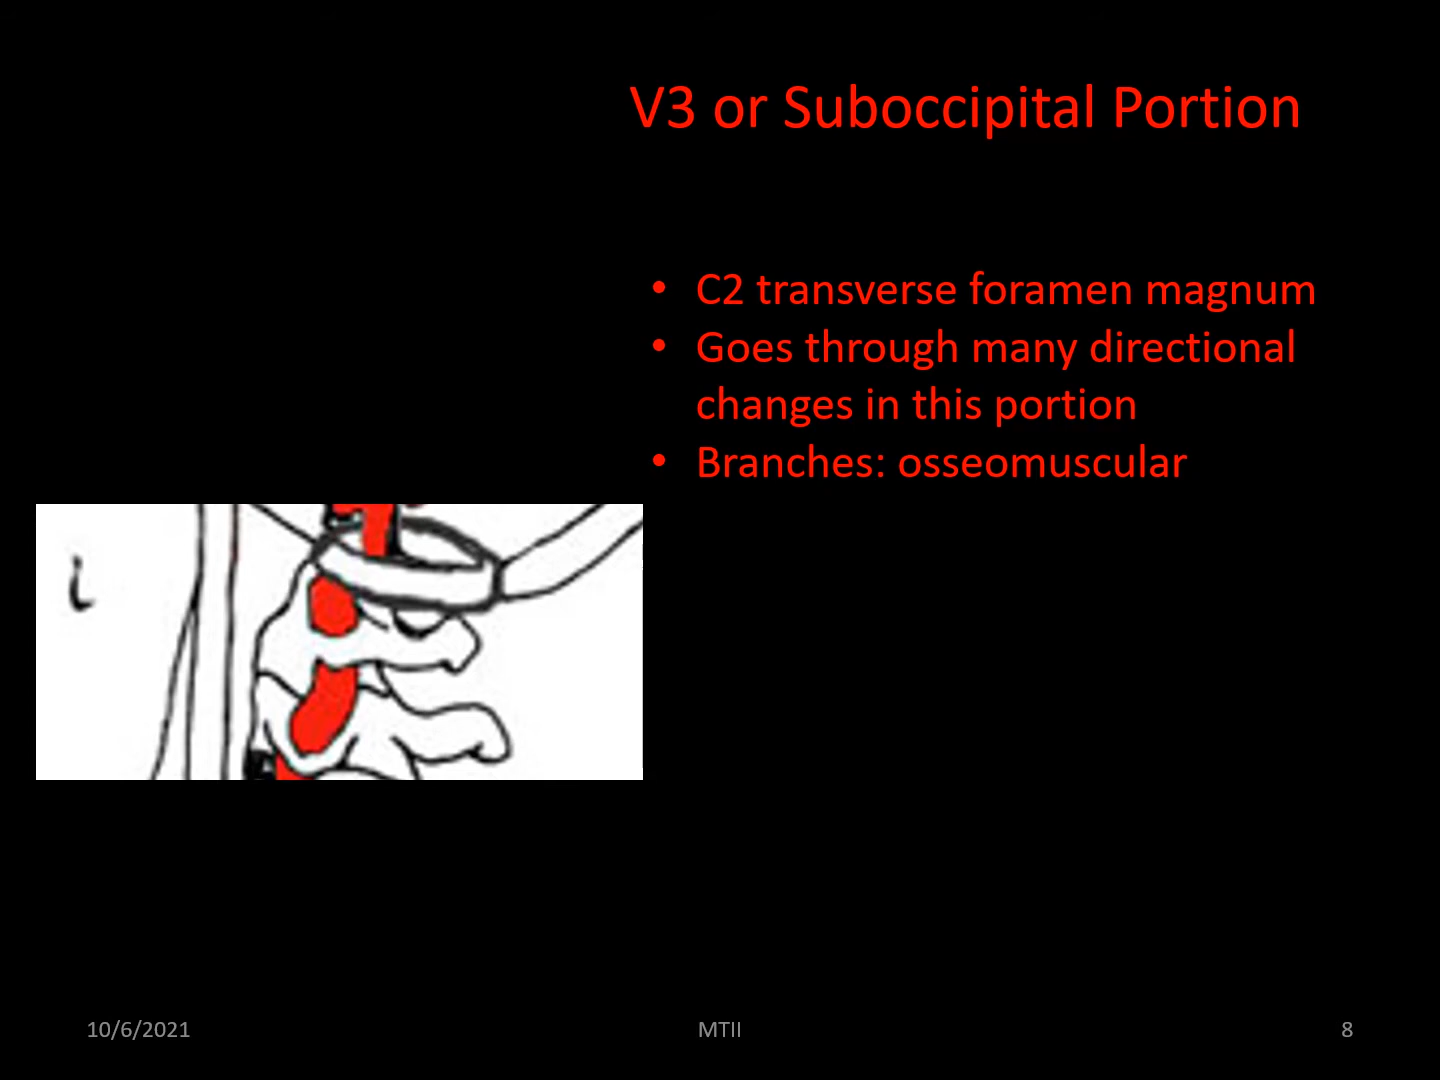 V3 or Suboccipital Portion
• C2 transverse foramen magnum
• Goes through many directional
changes in this portion
• Branches: osseomuscular
i
10/6/2021
MTII
8